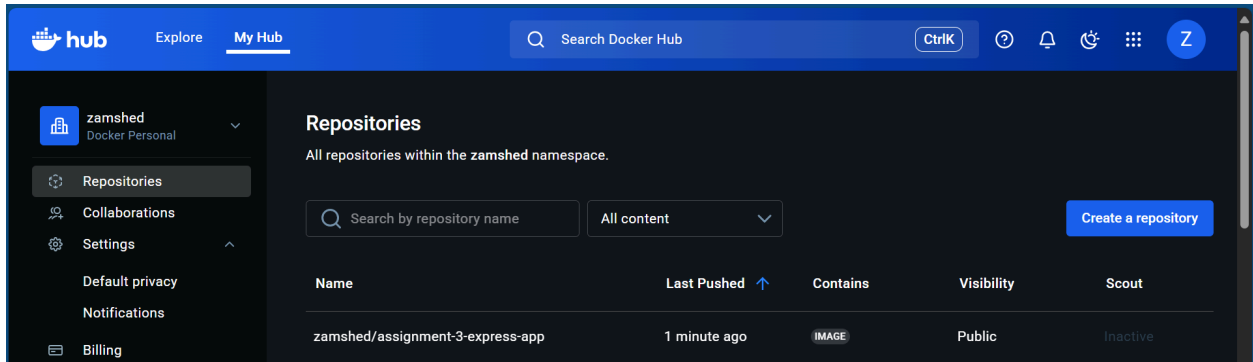 hub Explore My Hub Search Docker Hub CtrlK Z
zamshed
Docker Personal
Repositories
Collaborations
Settings
Default privacy
Notifications
Billing
Repositories
All repositories within the zamshed namespace.
Search by repository name All content Create a repository
Name Last Pushed Contains Visibility Scout
zamshed/assignment-3-express-app 1 minute ago IMAGE Public Inactive